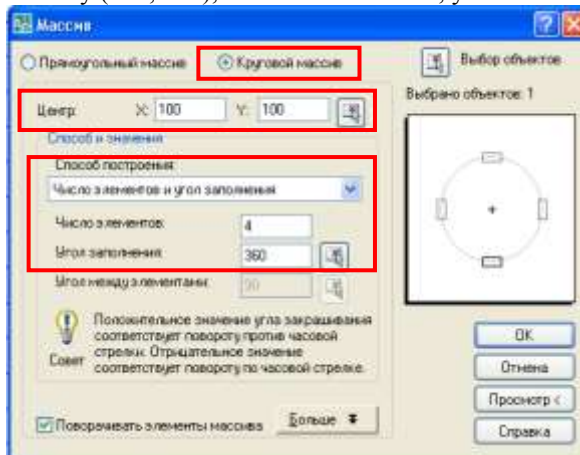 Массив
Прямоугольный массив Круговой массив Выбор объектов
Выбрано объектов: 1
Центр: X: 100 Y: 100
Способ и значения
Способ построения:
Число элементов и угол заполнения
Число элементов: 4
Угол заполнения: 360
Угол между элементами: 90
Положительное значение угла закрашивания
соответствует повороту против часовой
стрелки. Отрицательное значение
соответствует повороту по часовой стрелке.
Совет
OK
Отмена
Просмотр <
Поворачивать элементы массива Больше
Справка